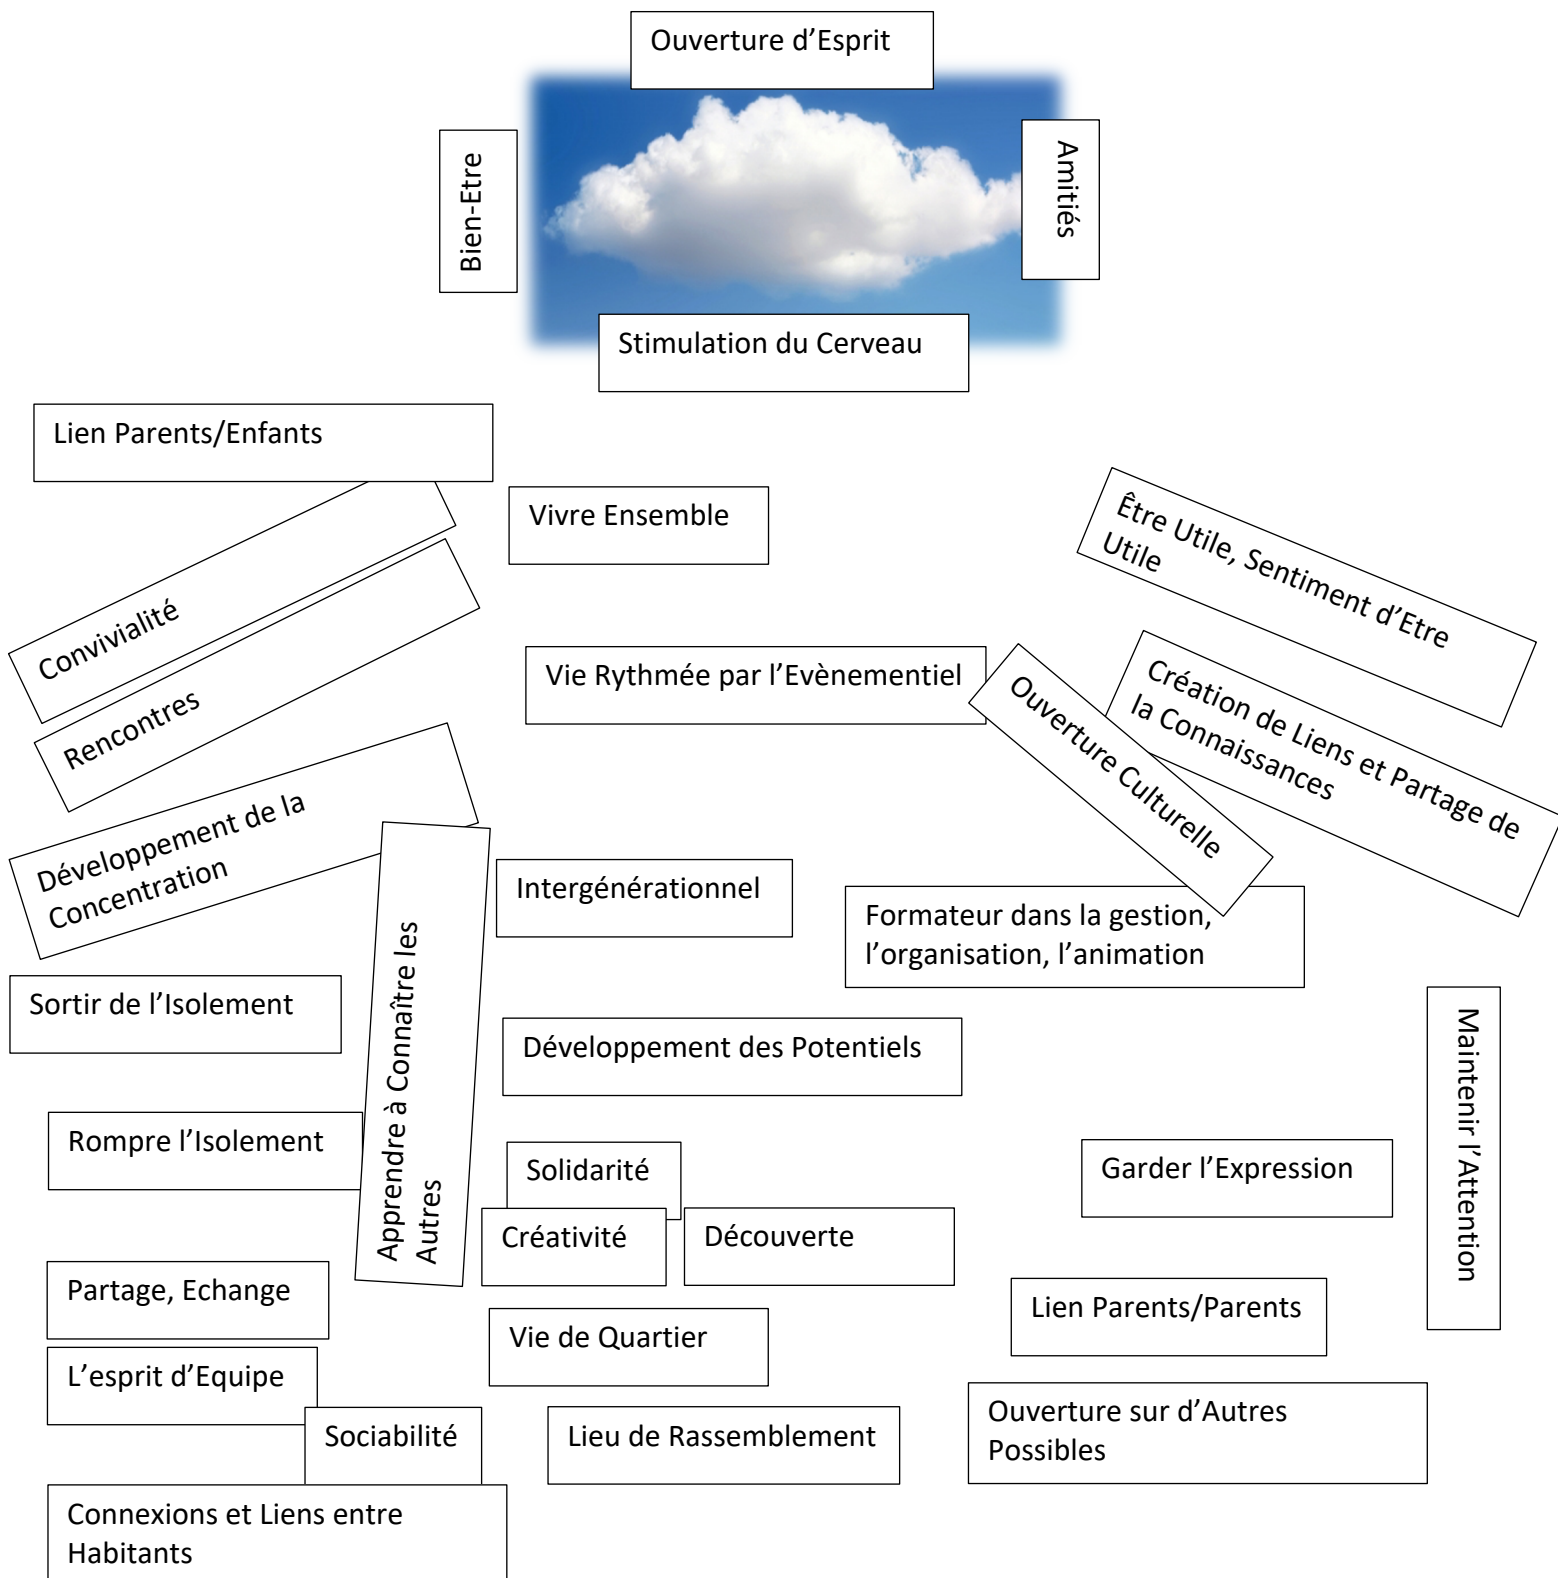 Ouverture d’Esprit
Bien-Etre
Amitiés
Stimulation du Cerveau
Lien Parents/Enfants
Vivre Ensemble
Être Utile, Sentiment d’Etre
Utile
Convivialité
Rencontres
Vie Rythmée par l’Evènementiel
Ouverture Culturelle
Création de Liens et Partage de
la Connaissances
Développement de la
Concentration
Apprendre à Connaître les
Autres
Intergénérationnel
Formateur dans la gestion,
l’organisation, l’animation
Sortir de l’Isolement
Développement des Potentiels
Maintenir l’Attention
Rompre l’Isolement
Solidarité
Garder l’Expression
Créativité
Découverte
Partage, Echange
Lien Parents/Parents
Vie de Quartier
L’esprit d’Equipe
Ouverture sur d’Autres
Possibles
Sociabilité
Lieu de Rassemblement
Connexions et Liens entre
Habitants